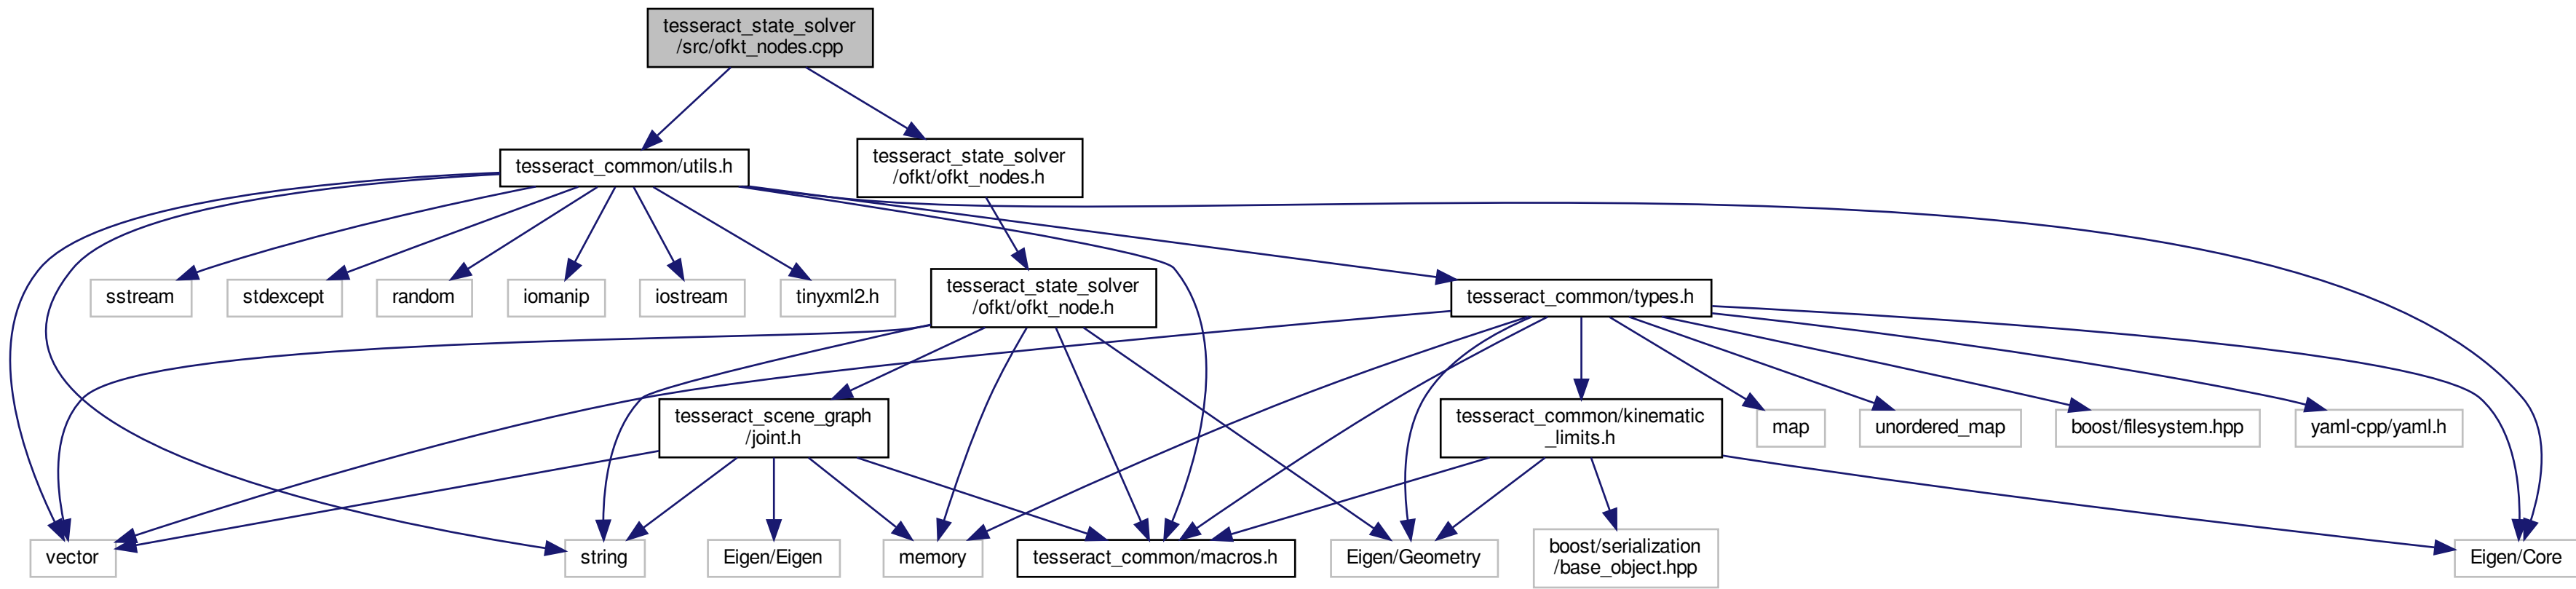 tesseract_state_solver
/src/ofkt_nodes.cpp
tesseract_common/utils.h
tesseract_state_solver
/ofkt/ofkt_nodes.h
sstream
stdexcept
random
iomanip
iostream
tinyxml2.h
tesseract_state_solver
/ofkt/ofkt_node.h
tesseract_common/types.h
tesseract_scene_graph
/joint.h
tesseract_common/kinematic
_limits.h
map
unordered_map
boost/filesystem.hpp
yaml-cpp/yaml.h
vector
string
Eigen/Eigen
memory
tesseract_common/macros.h
Eigen/Geometry
boost/serialization
/base_object.hpp
Eigen/Core